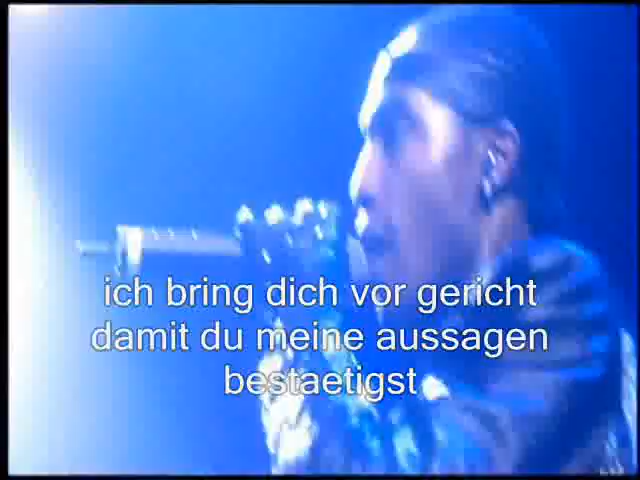 ich bring dich vor gericht
damit du meine aussagen
bestaetigst